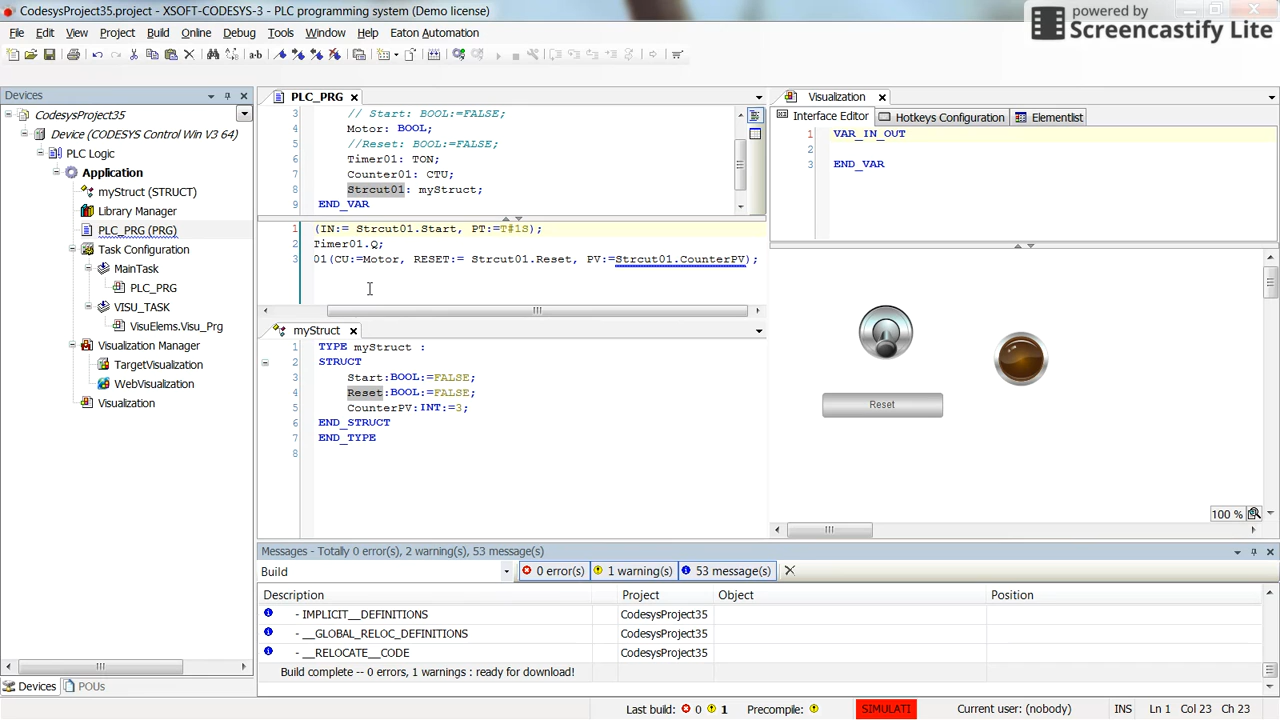 CodesysProject35.project - XSOFT-CODESYS-3 - PLC programming system (Demo license)
powered by
Screencastify Lite
File Edit View Project Build Online Debug Tools Window Help Eaton Automation
Devices
CodesysProject35
Device (CODESYS Control Win V3 64)
PLC Logic
Application
myStruct (STRUCT)
Library Manager
PLC_PRG (PRG)
Task Configuration
MainTask
PLC_PRG
VISU_TASK
VisuElems.Visu_Prg
Visualization Manager
TargetVisualization
WebVisualization
Visualization
Devices POUs
PLC_PRG
3 // Start: BOOL:=FALSE;
4 Motor: BOOL;
5 //Reset: BOOL:=FALSE;
6 Timer01: TON;
7 Counter01: CTU;
8 Strcut01: myStruct;
9 END_VAR
1 (IN:= Strcut01.Start, PT:=T#1S);
2 Timer01.Q;
3 01(CU:=Motor, RESET:= Strcut01.Reset, PV:=Strcut01.CounterPV);
myStruct
1 TYPE myStruct :
2 STRUCT
3 Start:BOOL:=FALSE;
4 Reset:BOOL:=FALSE;
5 CounterPV:INT:=3;
6 END_STRUCT
7 END_TYPE
8
Visualization
Interface Editor Hotkeys Configuration Elementlist
1 VAR_IN_OUT
2
3 END_VAR
Reset
100 %
Messages - Totally 0 error(s), 2 warning(s), 53 message(s)
Build 0 error(s) 1 warning(s) 53 message(s)
Description Project Object Position
- IMPLICIT__DEFINITIONS CodesysProject35
- __GLOBAL_RELOC_DEFINITIONS CodesysProject35
- __RELOCATE__CODE CodesysProject35
Build complete -- 0 errors, 1 warnings : ready for download!
Last build: 0 1 Precompile: SIMULATI Current user: (nobody) INS Ln 1 Col 23 Ch 23